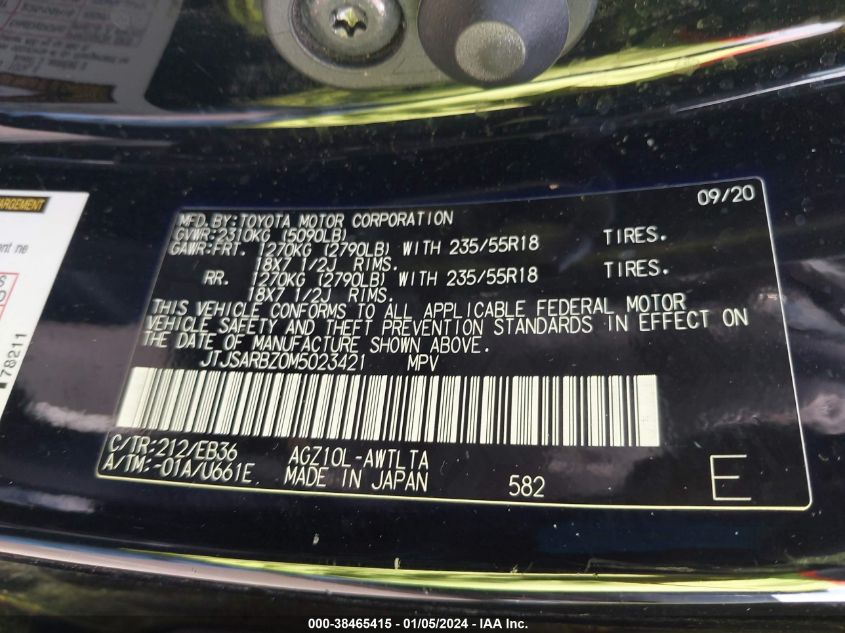 ARGEMENT
ent ne
78211
09/20
MFD.BY:TOYOTA MOTOR CORPORATION
GVWR:2310KG (5090LB)
GAWR:FRT. 1270KG (2790LB) WITH 235/55R18 TIRES.
18X7 1/2J RIMS.
RR. 1270KG (2790LB) WITH 235/55R18 TIRES.
18X7 1/2J RIMS.
THIS VEHICLE CONFORMS TO ALL APPLICABLE FEDERAL MOTOR
VEHICLE SAFETY AND THEFT PREVENTION STANDARDS IN EFFECT ON
THE DATE OF MANUFACTURE SHOWN ABOVE.
JTJSARBZ0M5023421 MPV
C/TR:212/EB36 AGZ10L-AWTLTA
A/TM:-01A/U661E MADE IN JAPAN 582 E
000-38465415 - 01/05/2024 - © IAA Inc.